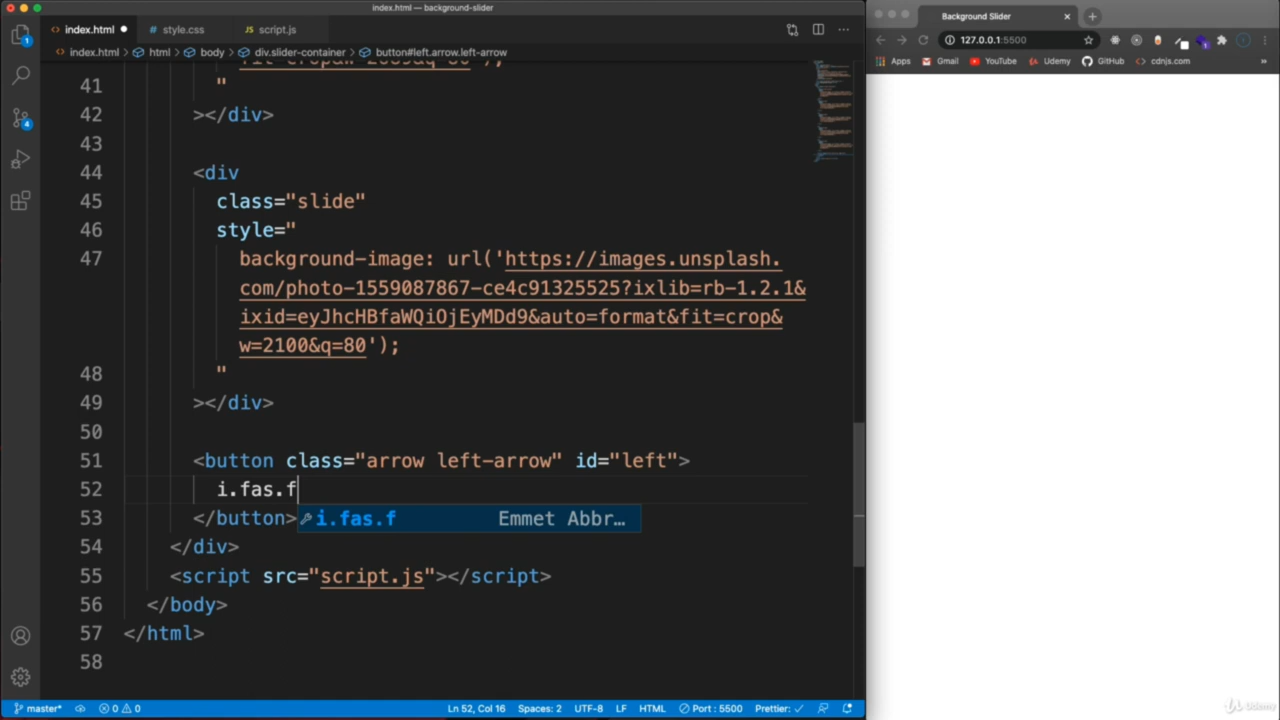 index.html — background-slider
index.html
style.css
script.js
index.html > html > body > div.slider-container > button#left.arrow.left-arrow
41 "
42 ></div>
43
44 <div
45 class="slide"
46 style="
47 background-image: url('https://images.unsplash.
com/photo-1559087867-ce4c91325525?ixlib=rb-1.2.1&
ixid=eyJhcHBfaWQiOjEyMDd9&auto=format&fit=crop&
w=2100&q=80');
48 "
49 ></div>
50
51 <button class="arrow left-arrow" id="left">
52 i.fas.f
53 </button>
i.fas.f Emmet Abbr…
54 </div>
55 <script src="script.js"></script>
56 </body>
57 </html>
58
1
4
master* 0 0 Ln 52, Col 16 Spaces: 2 UTF-8 LF HTML Port : 5500 Prettier: ✓
Background Slider
127.0.0.1:5500
Apps Gmail YouTube Udemy GitHub cdnjs.com »
Udemy